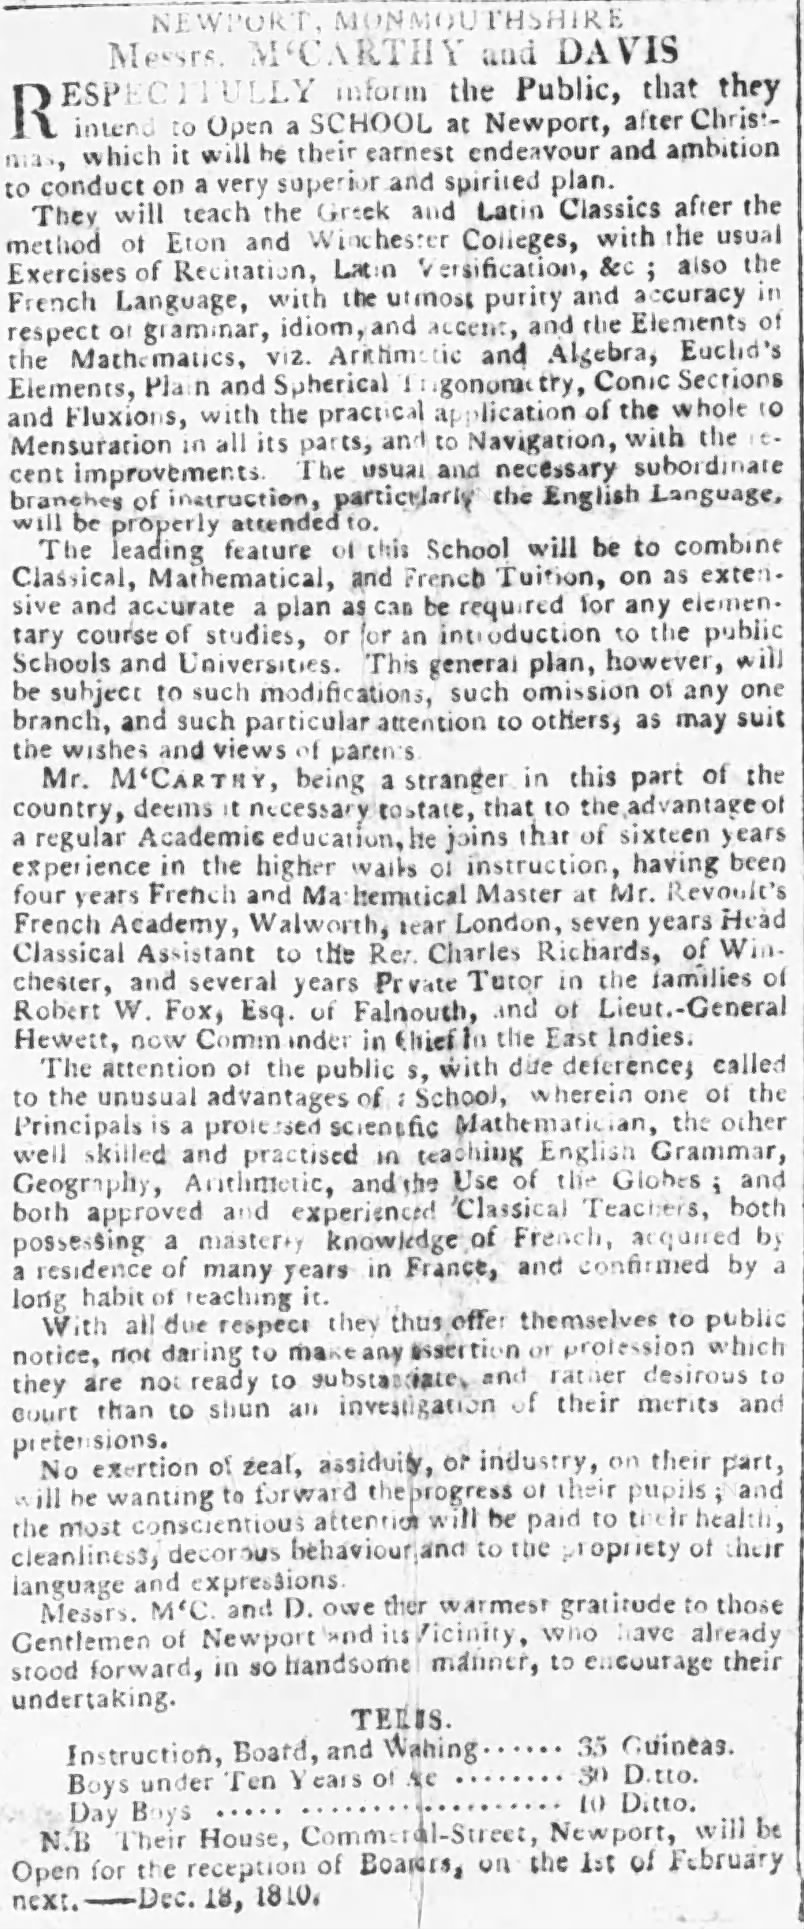 NEWPORT, MONMOUTHSHIRE
Messrs. M'CARTHY and DAVIS
RESPECTFULLY inform the Public, that they
intend to Open a SCHOOL at Newport, after Christ-
mas, which it will be their earnest endeavour and ambition
to conduct on a very superior and spirited plan.
They will teach the Greek and Latin Classics after the
method of Eton and Winchester Colleges, with the usual
Exercises of Recitation, Latin Versification, &c ; also the
French Language, with the utmost purity and accuracy in
respect of grammar, idiom, and accent, and the Elements of
the Mathematics, viz. Arithmetic and Algebra, Euclid's
Elements, Plain and Spherical Trigonometry, Conic Sections
and Fluxions, with the practical application of the whole to
Mensuration in all its parts, and to Navigation, with the re-
cent improvements. The usual and necessary subordinate
branches of instruction, particularly the English Language,
will be properly attended to.
The leading feature of this School will be to combine
Classical, Mathematical, and French Tuition, on as exten-
sive and accurate a plan as can be required for any elemen-
tary course of studies, or for an introduction to the public
Schools and Universities. This general plan, however, will
be subject to such modifications, such omission of any one
branch, and such particular attention to others, as may suit
the wishes and views of parents
Mr. M'CARTHY, being a stranger in this part of the
country, deems it necessary to state, that to the advantage of
a regular Academic education, he joins that of sixteen years
experience in the higher walks of instruction, having been
four years French and Mathematical Master at Mr. Revoult's
French Academy, Walworth, near London, seven years Head
Classical Assistant to the Rev. Charles Richards, of Win-
chester, and several years Private Tutor in the families of
Robert W. Fox, Esq. of Falmouth, and of Lieut.-General
Hewett, now Commander in Chief in the East Indies.
The attention of the public is, with due deference, called
to the unusual advantages of a School, wherein one of the
Principals is a professed scientific Mathematician, the other
well skilled and practised in teaching English Grammar,
Geography, Arithmetic, and the Use of the Globes ; and
both approved and experienced Classical Teachers, both
possessing a masterly knowledge of French, acquired by
a residence of many years in France, and confirmed by a
long habit of teaching it.
With all due respect they thus offer themselves to public
notice, not daring to make any assertion or profession which
they are not ready to substantiate, and rather desirous to
court than to shun an investigation of their merits and
pretensions.
No exertion of zeal, assiduity, or industry, on their part,
will be wanting to forward the progress of their pupils ; and
the most conscientious attention will be paid to their health,
cleanliness, decorous behaviour, and to the propriety of their
language and expressions.
Messrs. M'C. and D. owe their warmest gratitude to those
Gentlemen of Newport and its Vicinity, who have already
stood forward, in so handsome manner, to encourage their
undertaking.
TERMS.
Instruction, Board, and Washing ······ 35 Guineas.
Boys under Ten Years of Age ········ 30 Ditto.
Day Boys ····· ···················· 10 Ditto.
N.B Their House, Commercial-Street, Newport, will be
Open for the reception of Boarders, on the 1st of February
next.——Dec. 18, 1810.